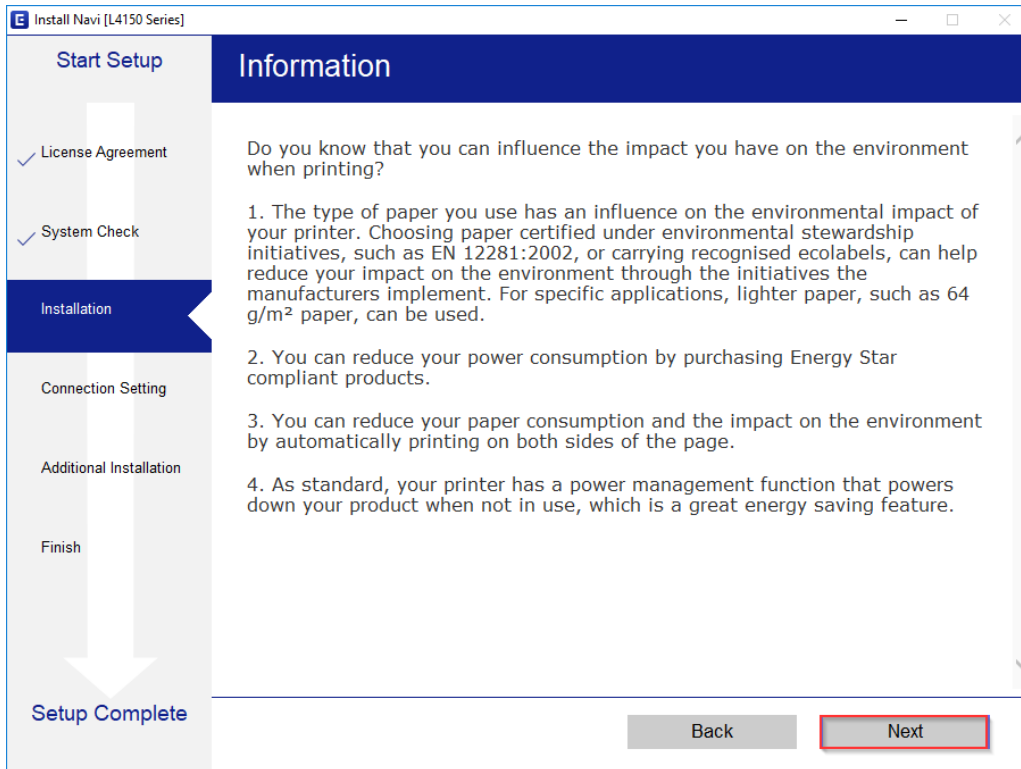 E Install Navi [L4150 Series]
Start Setup
License Agreement
System Check
Installation
Connection Setting
Additional Installation
Finish
Setup Complete
Information
Do you know that you can influence the impact you have on the environment
when printing?
1. The type of paper you use has an influence on the environmental impact of
your printer. Choosing paper certified under environmental stewardship
initiatives, such as EN 12281:2002, or carrying recognised ecolabels, can help
reduce your impact on the environment through the initiatives the
manufacturers implement. For specific applications, lighter paper, such as 64
g/m² paper, can be used.
2. You can reduce your power consumption by purchasing Energy Star
compliant products.
3. You can reduce your paper consumption and the impact on the environment
by automatically printing on both sides of the page.
4. As standard, your printer has a power management function that powers
down your product when not in use, which is a great energy saving feature.
Back
Next